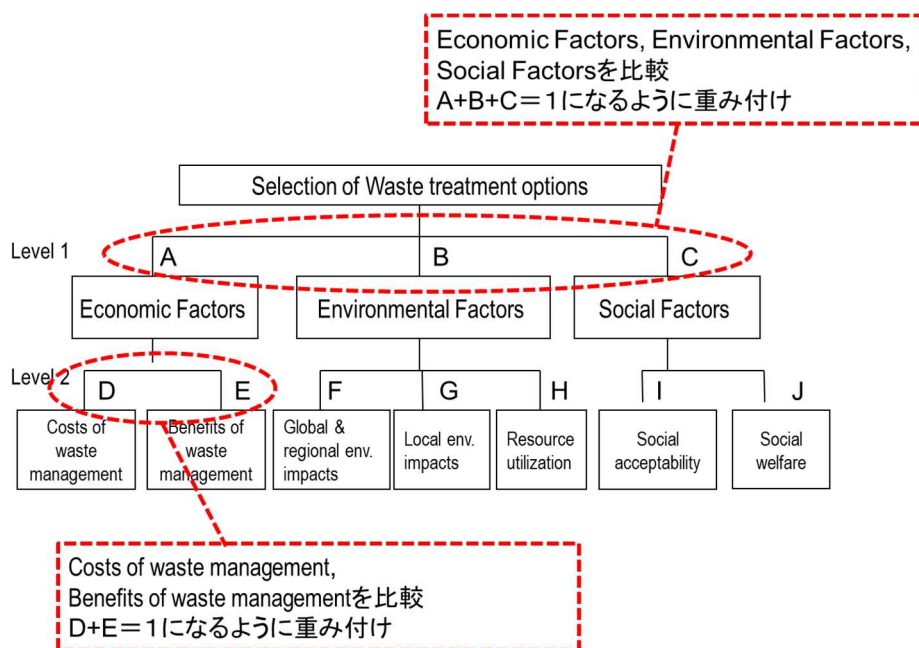 Economic Factors, Environmental Factors,
Social Factorsを比較
A+B+C＝１になるように重み付け
Selection of Waste treatment options
Level 1
A
B
C
Economic Factors
Environmental Factors
Social Factors
Level 2
D
E
F
G
H
I
J
Costs of
waste
management
Benefits of
waste
management
Global &
regional env.
impacts
Local env.
impacts
Resource
utilization
Social
acceptability
Social
welfare
Costs of waste management,
Benefits of waste managementを比較
D+E＝１になるように重み付け